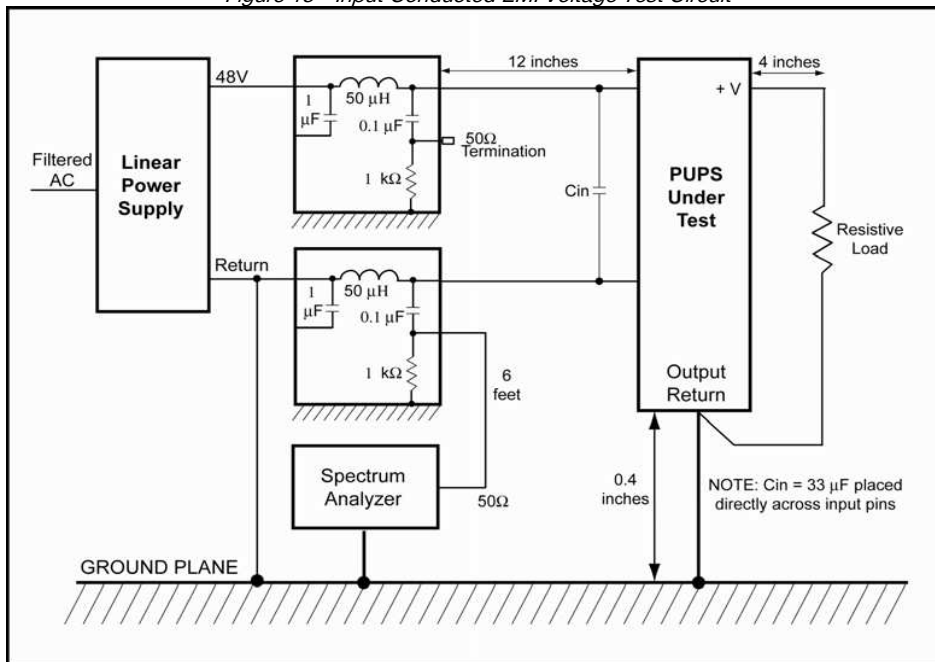 Figure 13 - Input Conducted EMI Voltage Test Circuit
48V
1
μF
50 μH
0.1 μF
50Ω
Termination
1 kΩ
12 inches
4 inches
+ V
Filtered
AC
Linear
Power
Supply
Cin
PUPS
Under
Test
Resistive
Load
Return
1
μF
50 μH
0.1 μF
1 kΩ
6
feet
Output
Return
Spectrum
Analyzer
50Ω
0.4
inches
NOTE: Cin = 33 μF placed
directly across input pins
GROUND PLANE